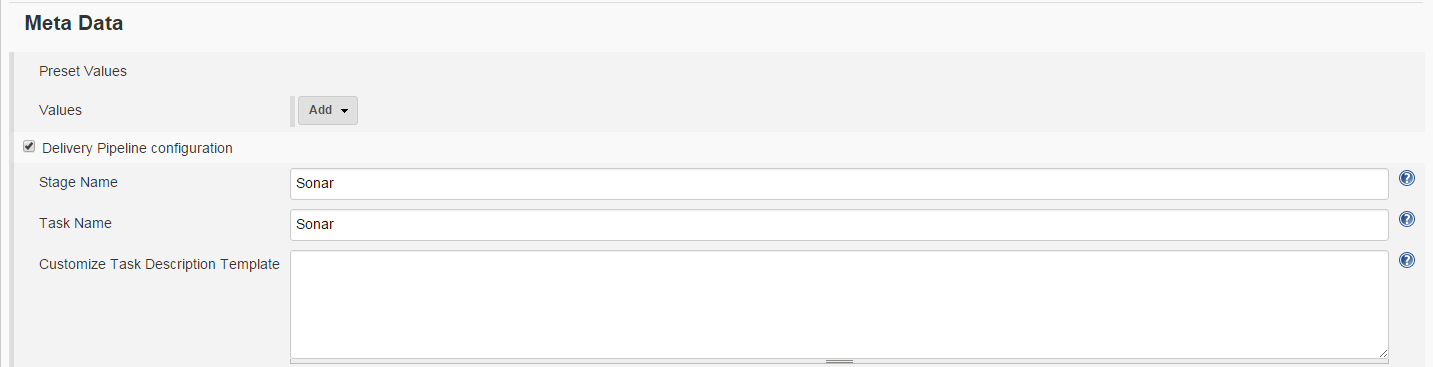 Meta Data
Preset Values
Values Add
Delivery Pipeline configuration
Stage Name Sonar
Task Name Sonar
Customize Task Description Template